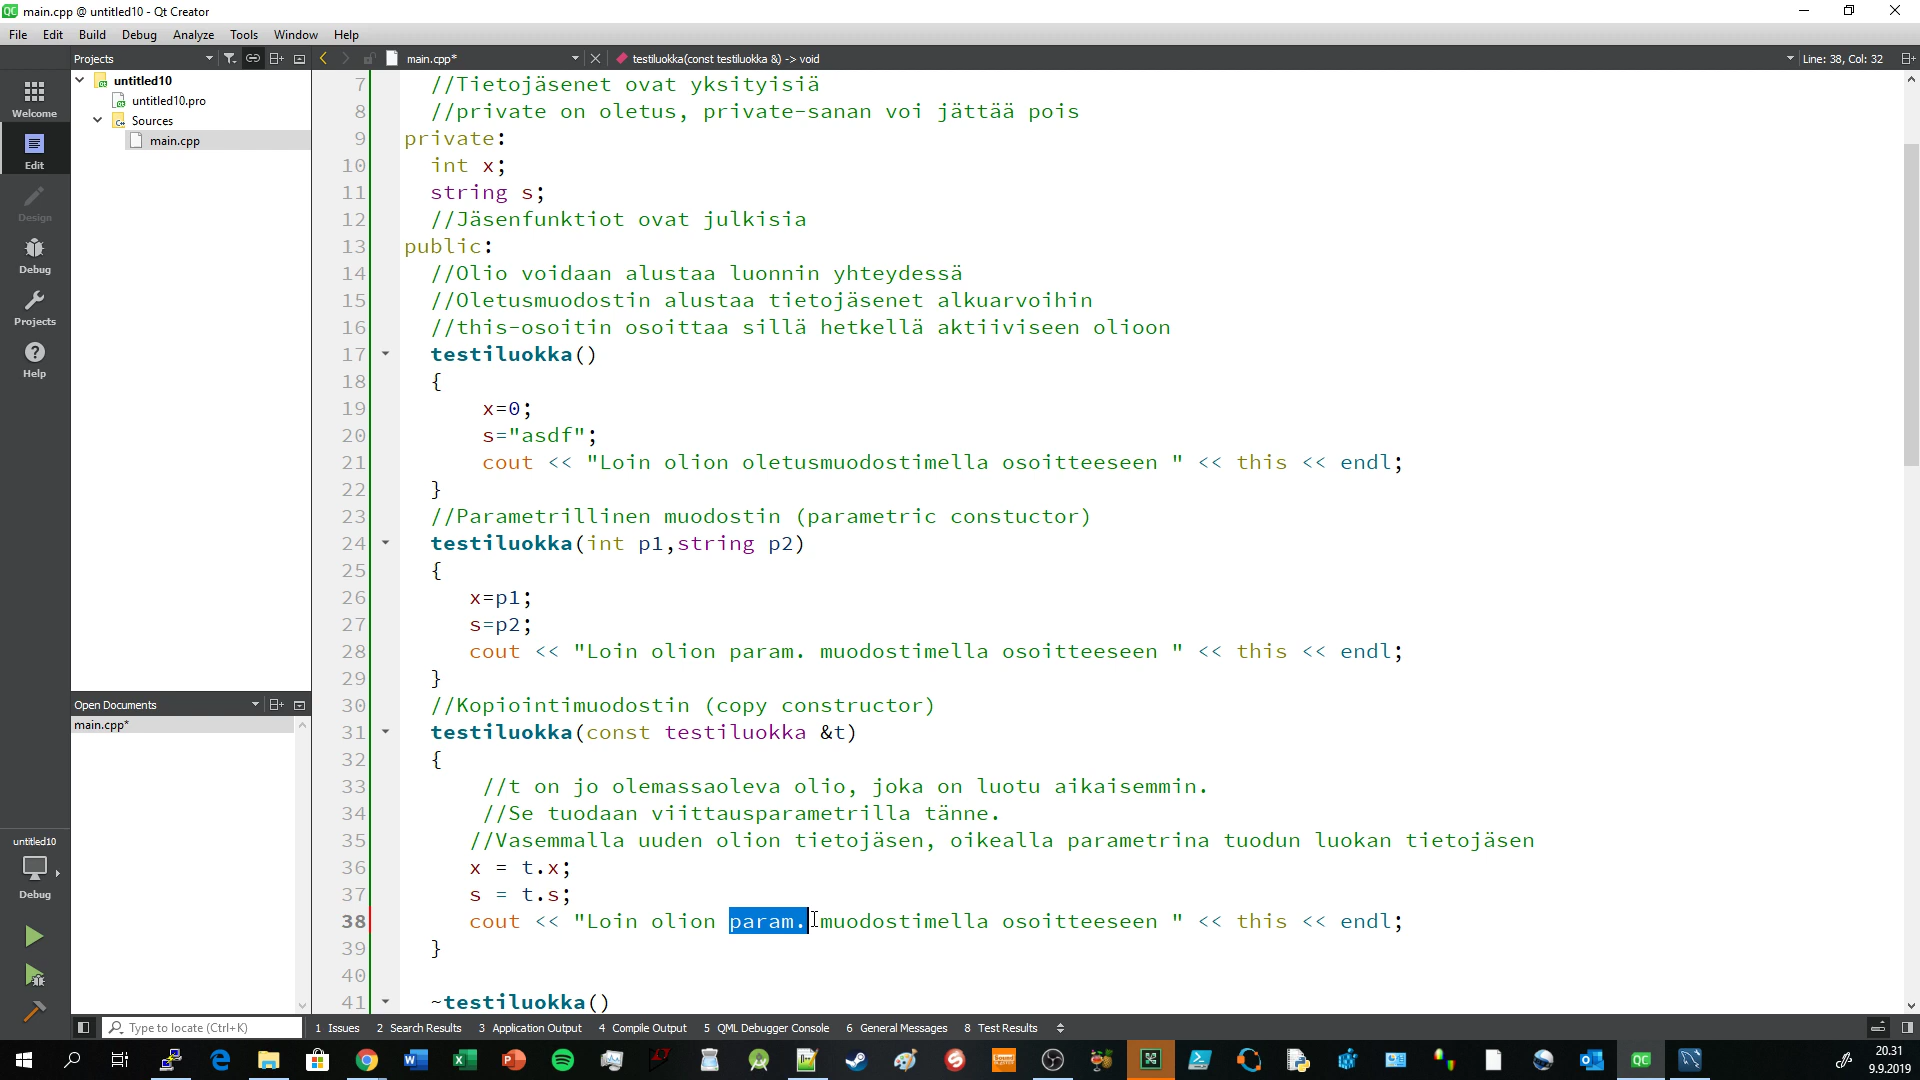 main.cpp @ untitled10 - Qt Creator
File Edit Build Debug Analyze Tools Window Help
Projects main.cpp* testiluokka(const testiluokka &) -> void Line: 38, Col: 32
untitled10
untitled10.pro
Sources
main.cpp
Welcome
Edit
Design
Debug
Projects
Help
7 //Tietojäsenet ovat yksityisiä
8 //private on oletus, private-sanan voi jättää pois
9 private:
10 int x;
11 string s;
12 //Jäsenfunktiot ovat julkisia
13 public:
14 //Olio voidaan alustaa luonnin yhteydessä
15 //Oletusmuodostin alustaa tietojäsenet alkuarvoihin
16 //this-osoitin osoittaa sillä hetkellä aktiiviseen olioon
17 testiluokka()
18 {
19 x=0;
20 s="asdf";
21 cout << "Loin olion oletusmuodostimella osoitteeseen " << this << endl;
22 }
23 //Parametrillinen muodostin (parametric constuctor)
24 testiluokka(int p1,string p2)
25 {
26 x=p1;
27 s=p2;
28 cout << "Loin olion param. muodostimella osoitteeseen " << this << endl;
29 }
30 //Kopiointimuodostin (copy constructor)
31 testiluokka(const testiluokka &t)
32 {
33 //t on jo olemassaoleva olio, joka on luotu aikaisemmin.
34 //Se tuodaan viittausparametrilla tänne.
35 //Vasemmalla uuden olion tietojäsen, oikealla parametrina tuodun luokan tietojäsen
36 x = t.x;
37 s = t.s;
38 cout << "Loin olion param. muodostimella osoitteeseen " << this << endl;
39 }
40
41 ~testiluokka()
Open Documents
main.cpp*
untitled10
Debug
Type to locate (Ctrl+K) 1 Issues 2 Search Results 3 Application Output 4 Compile Output 5 QML Debugger Console 6 General Messages 8 Test Results
20.31
9.9.2019